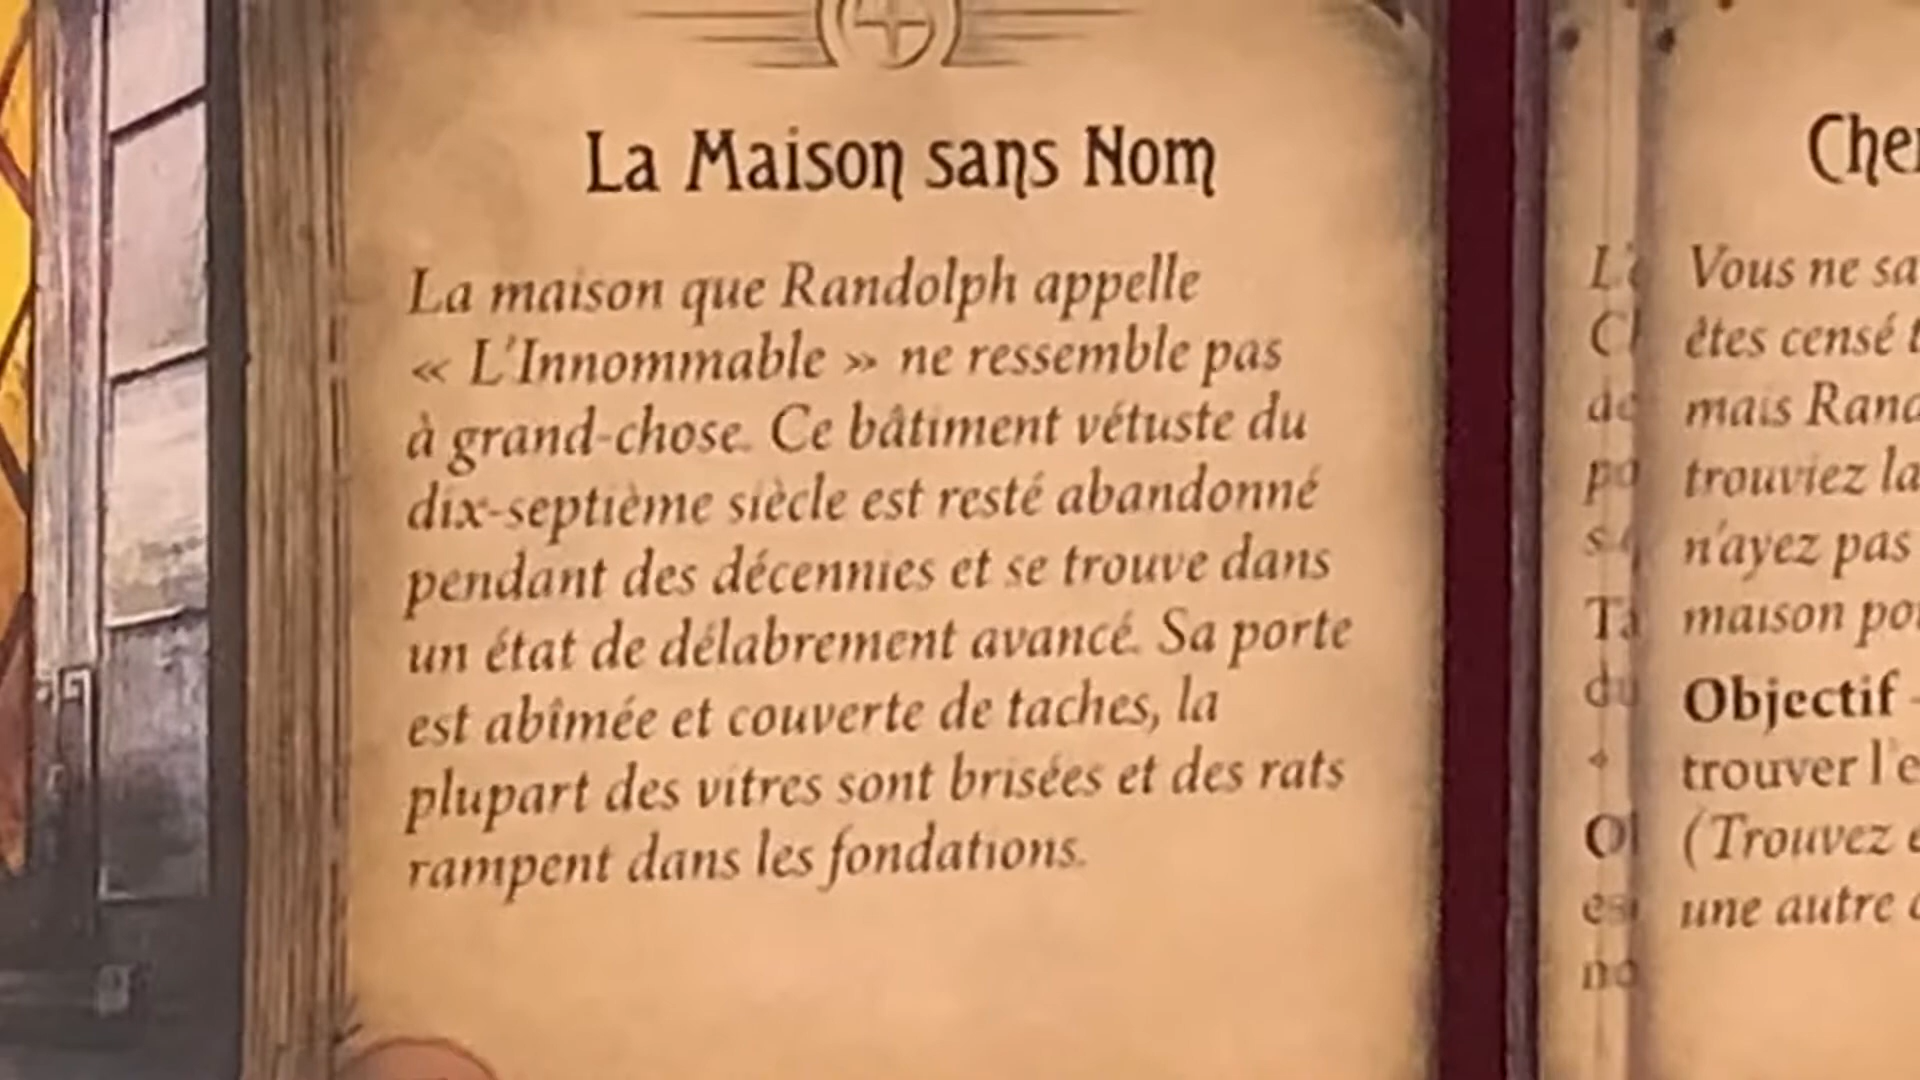 La Maison sans Nom
La maison que Randolph appelle
« L'Innommable » ne ressemble pas
à grand-chose. Ce bâtiment vétuste du
dix-septième siècle est resté abandonné
pendant des décennies et se trouve dans
un état de délabrement avancé. Sa porte
est abîmée et couverte de taches, la
plupart des vitres sont brisées et des rats
rampent dans les fondations.
Vous ne
êtes censé
mais
trouviez la
n'ayez pas
maison
Objectif -
trouver
(Trouvez
une autre